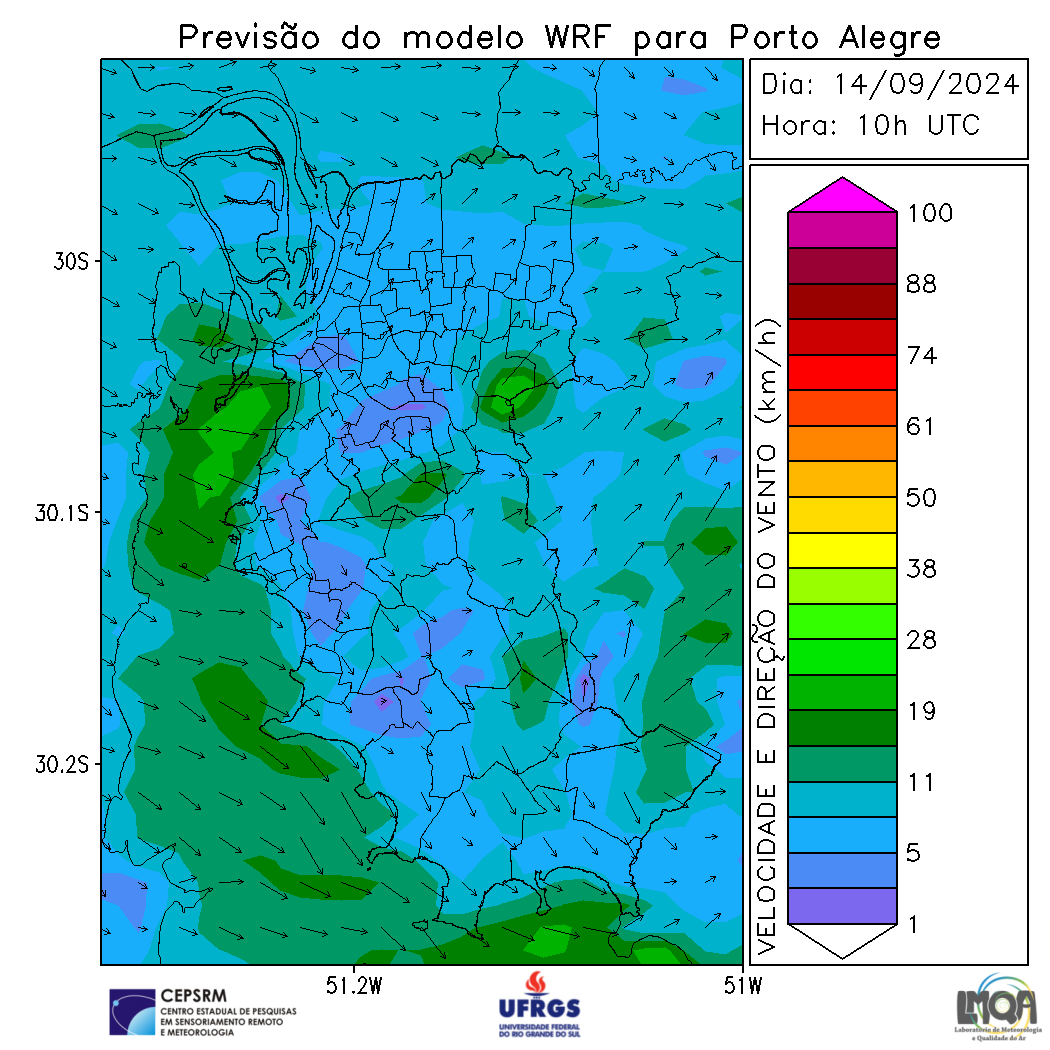 Previsão do modelo WRF para Porto Alegre
Dia: 14/09/2024
Hora: 10h UTC
30S
30.1S
30.2S
51.2W
51W
VELOCIDADE E DIREÇÃO DO VENTO (km/h)
100
88
74
61
50
38
28
19
11
5
1
CEPSRM
CENTRO ESTADUAL DE PESQUISAS
EM SENSORIAMENTO REMOTO
E METEOROLOGIA
UFRGS
UNIVERSIDADE FEDERAL
DO RIO GRANDE DO SUL
LMQA
Laboratório de Meteorologia
e Qualidade do Ar